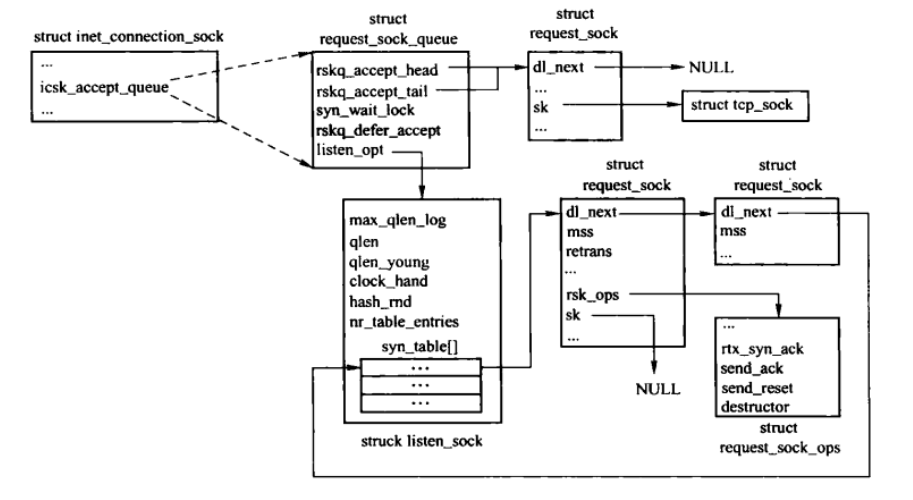 struct inet_connection_sock
...
icsk_accept_queue
...
struct
request_sock_queue
rskq_accept_head
rskq_accept_tail
syn_wait_lock
rskq_defer_accept
listen_opt
struct
request_sock
dl_next
...
sk
...
NULL
struct tcp_sock
max_qlen_log
qlen
qlen_young
clock_hand
hash_rnd
nr_table_entries
syn_table[]
...
...
...
struck listen_sock
struct
request_sock
dl_next
mss
retrans
...
rsk_ops
sk
...
NULL
struct
request_sock
dl_next
mss
...
...
rtx_syn_ack
send_ack
send_reset
destructor
struct
request_sock_ops